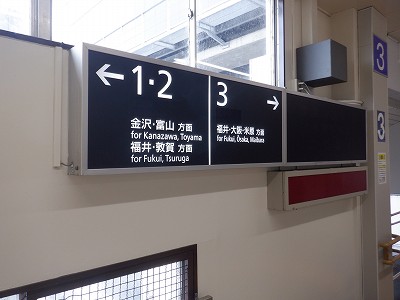 ← 1・2
金沢・富山 方面
for Kanazawa, Toyama
福井・敦賀 方面
for Fukui, Tsuruga
3 →
福井・大阪・米原 方面
for Fukui, Osaka, Maibara
3
3